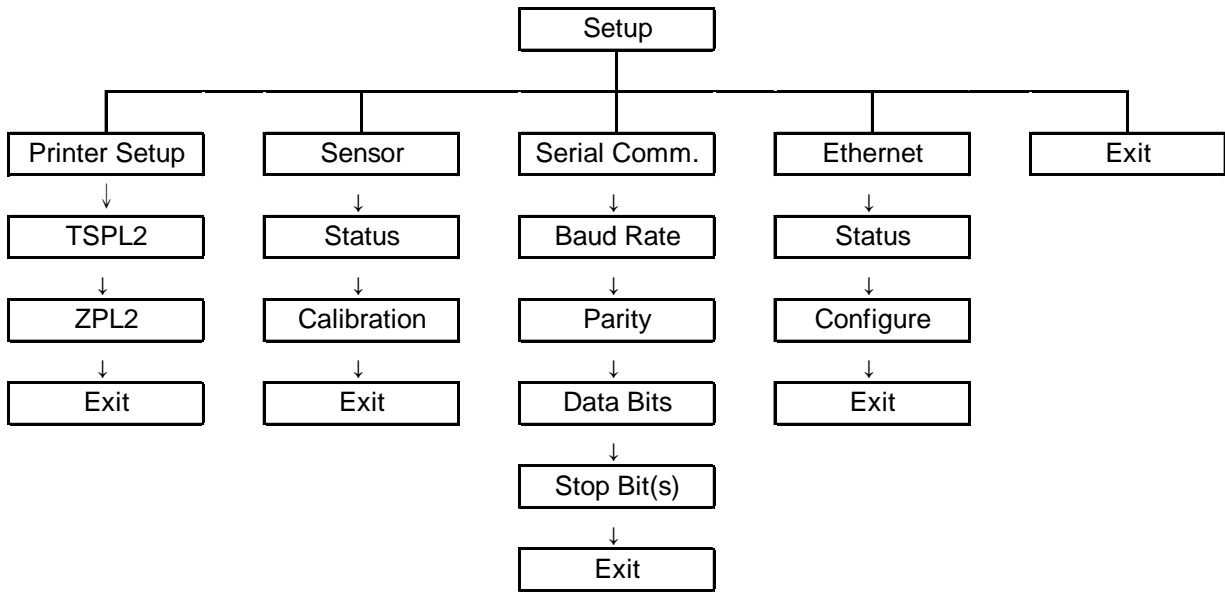 Setup
Printer Setup
Sensor
Serial Comm.
Ethernet
Exit
↓
↓
↓
↓
TSPL2
Status
Baud Rate
Status
↓
↓
↓
↓
ZPL2
Calibration
Parity
Configure
↓
↓
↓
↓
Exit
Exit
Data Bits
Exit
↓
Stop Bit(s)
↓
Exit